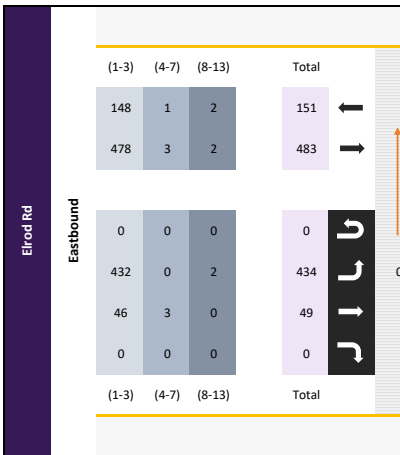 Elrod Rd
Eastbound
(1-3) (4-7) (8-13) Total
148 1 2 151
478 3 2 483
0 0 0 0
432 0 2 434 0
46 3 0 49
0 0 0 0
(1-3) (4-7) (8-13) Total